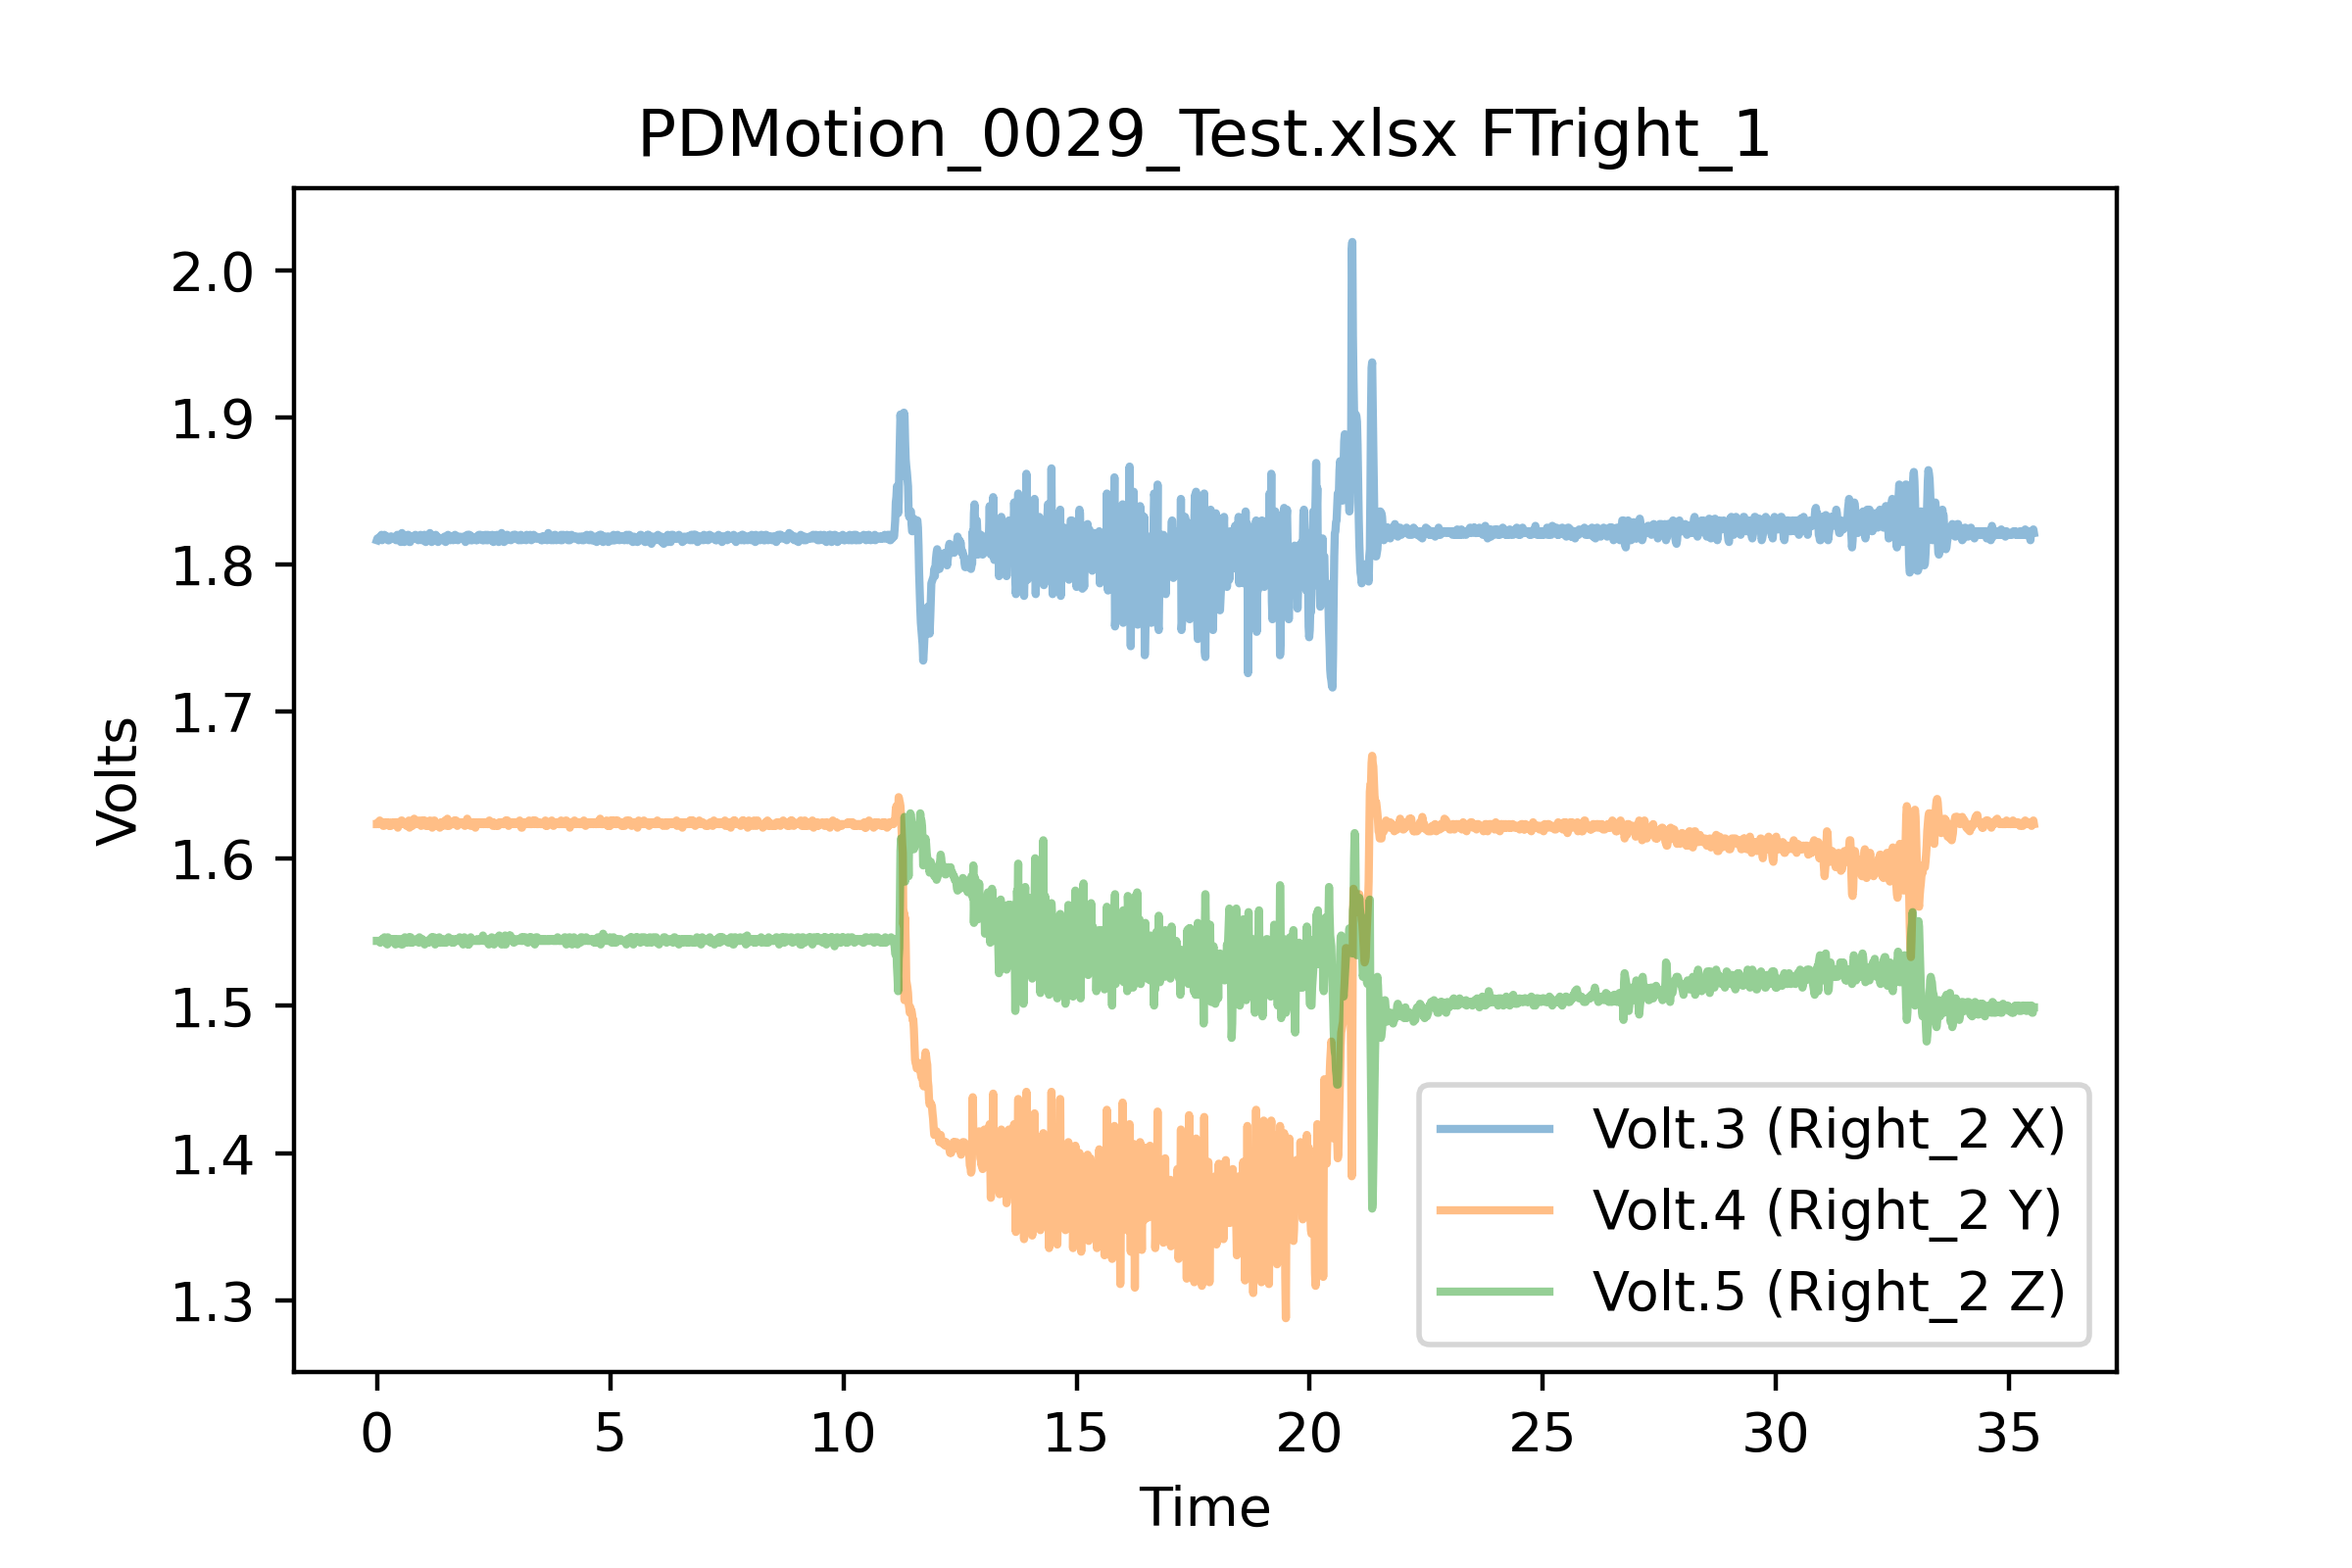 PDMotion_0029_Test.xlsx FTright_1
2.0
1.9
1.8
1.7
1.6
1.5
1.4
1.3
Volts
Volt.3 (Right_2 X)
Volt.4 (Right_2 Y)
Volt.5 (Right_2 Z)
0 5 10 15 20 25 30 35
Time